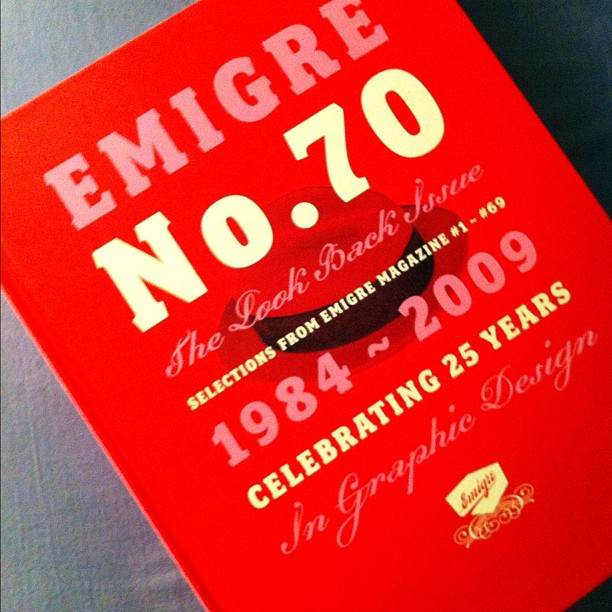 EMIGRE
No.70
The Look Back Issue
SELECTIONS FROM EMIGRE MAGAZINE #1 ~ #69
1984 ~ 2009
CELEBRATING 25 YEARS
In Graphic Design
Emigre